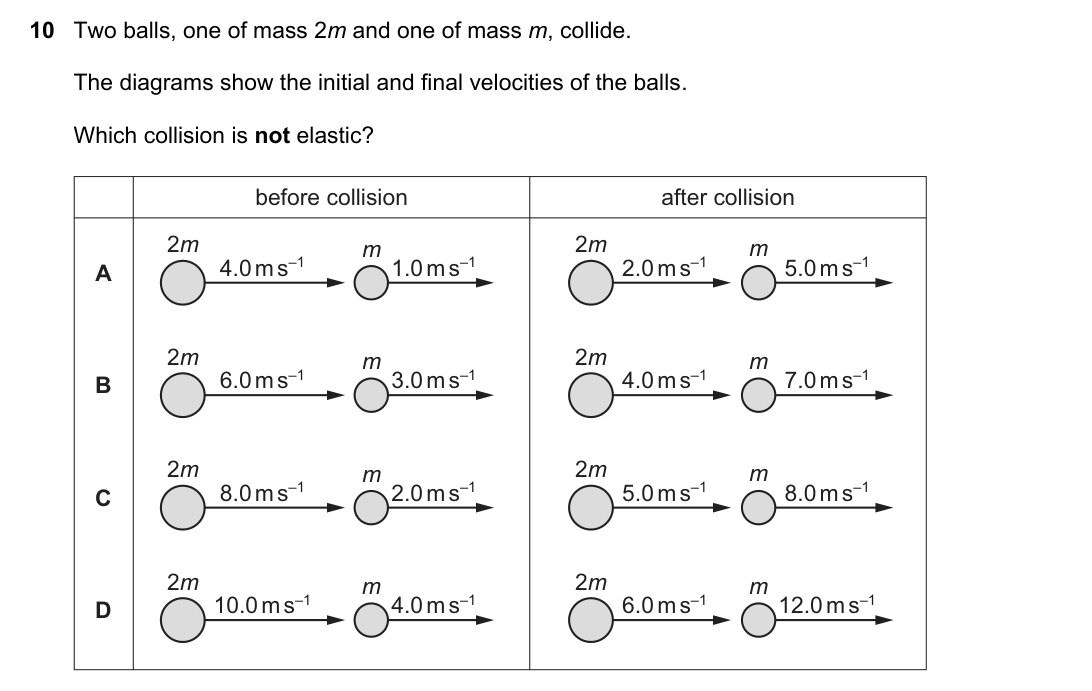 10 Two balls, one of mass 2m and one of mass m, collide.
The diagrams show the initial and final velocities of the balls.
Which collision is not elastic?
before collision after collision
2m m 2m m
A 4.0 m s⁻¹ 1.0 m s⁻¹ 2.0 m s⁻¹ 5.0 m s⁻¹
2m m 2m m
B 6.0 m s⁻¹ 3.0 m s⁻¹ 4.0 m s⁻¹ 7.0 m s⁻¹
2m m 2m m
C 8.0 m s⁻¹ 2.0 m s⁻¹ 5.0 m s⁻¹ 8.0 m s⁻¹
2m m 2m m
D 10.0 m s⁻¹ 4.0 m s⁻¹ 6.0 m s⁻¹ 12.0 m s⁻¹